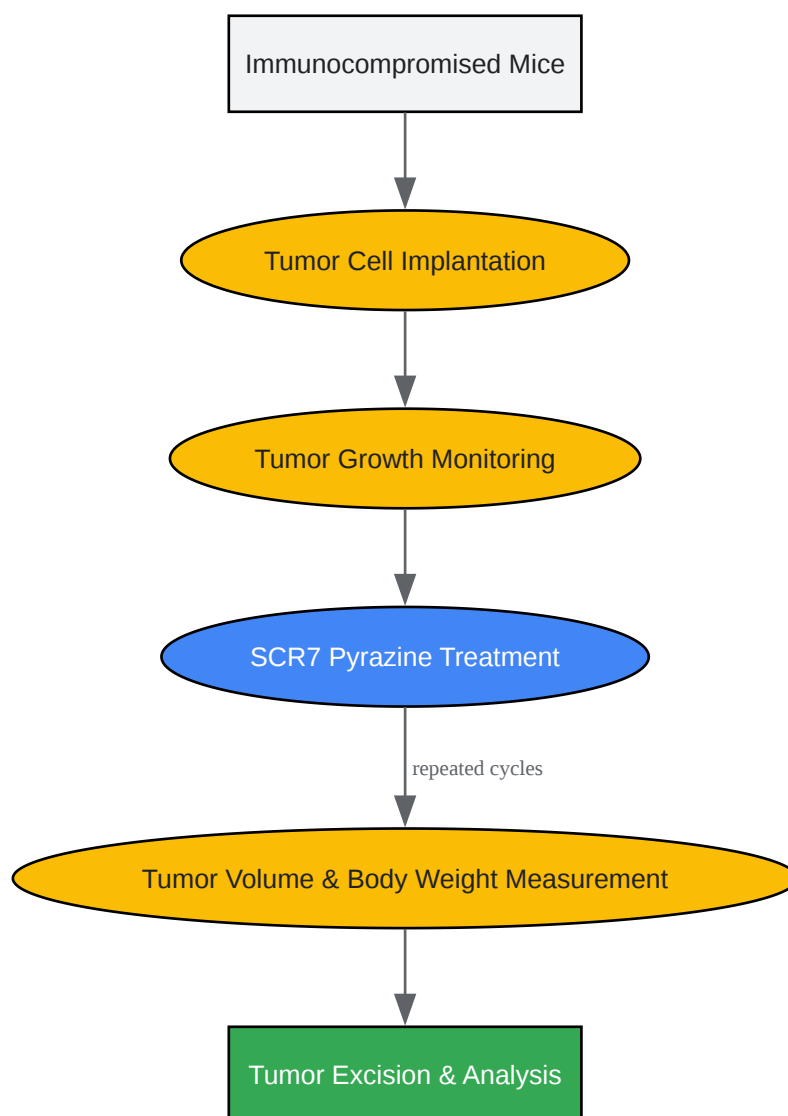 Immunocompromised Mice
Tumor Cell Implantation
Tumor Growth Monitoring
SCR7 Pyrazine Treatment
repeated cycles
Tumor Volume & Body Weight Measurement
Tumor Excision & Analysis